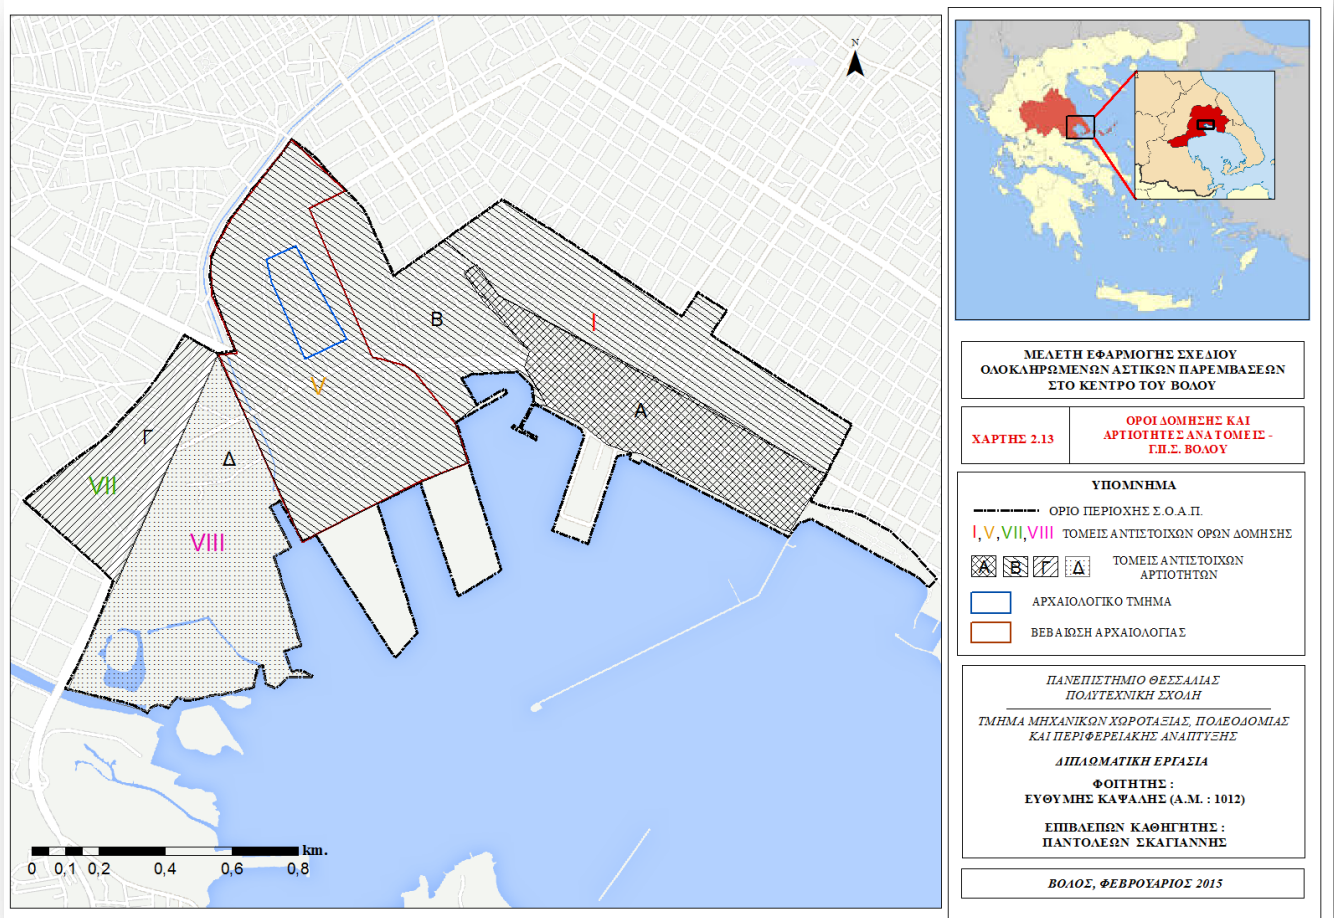 N
B
I
A
V
Γ
Δ
VII
VIII
km.
0 0,1 0,2 0,4 0,6 0,8
ΜΕΛΕΤΗ ΕΦΑΡΜΟΓΗΣ ΣΧΕΔΙΟΥ
ΟΛΟΚΛΗΡΩΜΕΝΩΝ ΑΣΤΙΚΩΝ ΠΑΡΕΜΒΑΣΕΩΝ
ΣΤΟ ΚΕΝΤΡΟ ΤΟΥ ΒΟΛΟΥ
ΧΑΡΤΗΣ 2.13
ΟΡΟΙ ΔΟΜΗΣΗΣ ΚΑΙ
ΑΡΤΙΟΤΗΤΕΣ ΑΝΑ ΤΟΜΕΙΣ -
Γ.Π.Σ. ΒΟΛΟΥ
ΥΠΟΜΝΗΜΑ
ΟΡΙΟ ΠΕΡΙΟΧΗΣ Σ.Ο.Α.Π.
I,V,VII,VIII ΤΟΜΕΙΣ ΑΝΤΙΣΤΟΙΧΩΝ ΟΡΩΝ ΔΟΜΗΣΗΣ
Α Β Γ Δ ΤΟΜΕΙΣ ΑΝΤΙΣΤΟΙΧΩΝ
ΑΡΤΙΟΤΗΤΩΝ
ΑΡΧΑΙΟΛΟΓΙΚΟ ΤΜΗΜΑ
ΒΕΒΑΙΩΣΗ ΑΡΧΑΙΟΛΟΓΙΑΣ
ΠΑΝΕΠΙΣΤΗΜΙΟ ΘΕΣΣΑΛΙΑΣ
ΠΟΛΥΤΕΧΝΙΚΗ ΣΧΟΛΗ
ΤΜΗΜΑ ΜΗΧΑΝΙΚΩΝ ΧΩΡΟΤΑΞΙΑΣ, ΠΟΛΕΟΔΟΜΙΑΣ
ΚΑΙ ΠΕΡΙΦΕΡΕΙΑΚΗΣ ΑΝΑΠΤΥΞΗΣ
ΔΙΠΛΩΜΑΤΙΚΗ ΕΡΓΑΣΙΑ
ΦΟΙΤΗΤΗΣ :
ΕΥΘΥΜΗΣ ΚΑΨΑΛΗΣ (Α.Μ. : 1012)
ΕΠΙΒΛΕΠΩΝ ΚΑΘΗΓΗΤΗΣ :
ΠΑΝΤΟΛΕΩΝ ΣΚΑΓΙΑΝΝΗΣ
ΒΟΛΟΣ, ΦΕΒΡΟΥΑΡΙΟΣ 2015